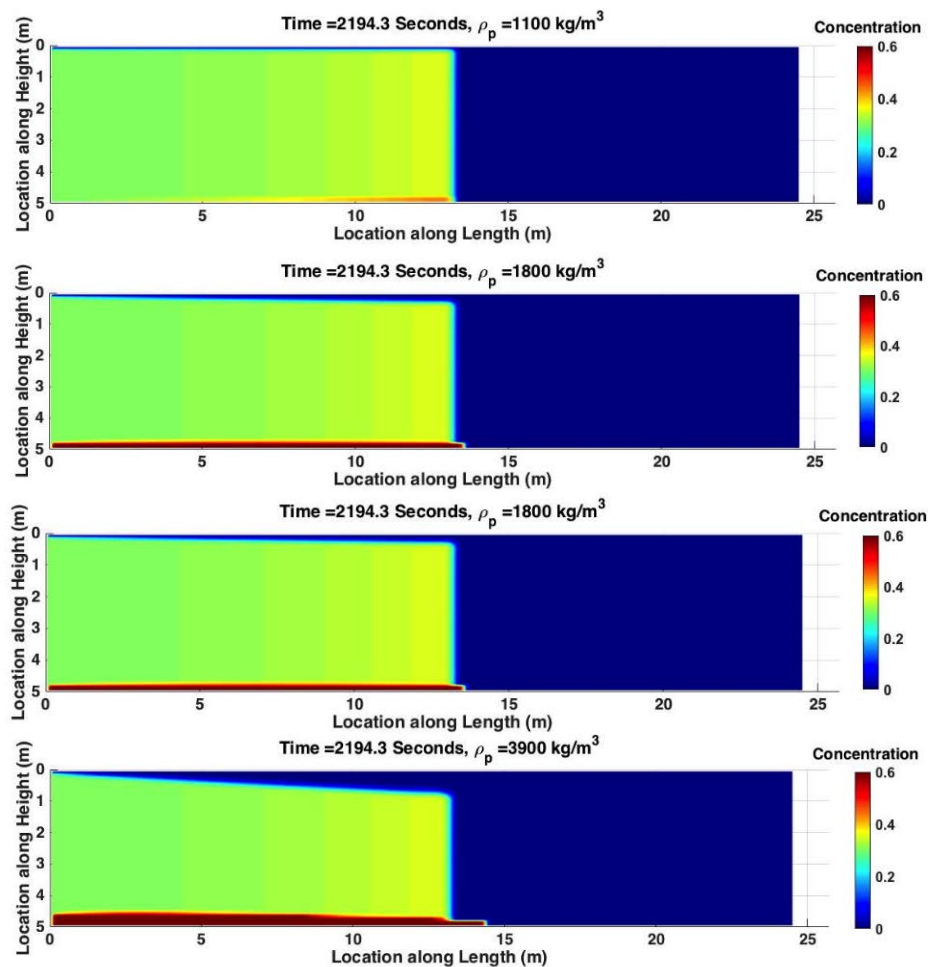 Time =2194.3 Seconds, ρp =1100 kg/m3
Concentration
Location along Height (m)
0
1
2
3
4
5
0 5 10 15 20 25
Location along Length (m)
0.6
0.4
0.2
0
Time =2194.3 Seconds, ρp =1800 kg/m3
Concentration
Location along Height (m)
0
1
2
3
4
5
0 5 10 15 20 25
Location along Length (m)
0.6
0.4
0.2
0
Time =2194.3 Seconds, ρp =1800 kg/m3
Concentration
Location along Height (m)
0
1
2
3
4
5
0 5 10 15 20 25
Location along Length (m)
0.6
0.4
0.2
0
Time =2194.3 Seconds, ρp =3900 kg/m3
Concentration
Location along Height (m)
0
1
2
3
4
5
0 5 10 15 20 25
Location along Length (m)
0.6
0.4
0.2
0